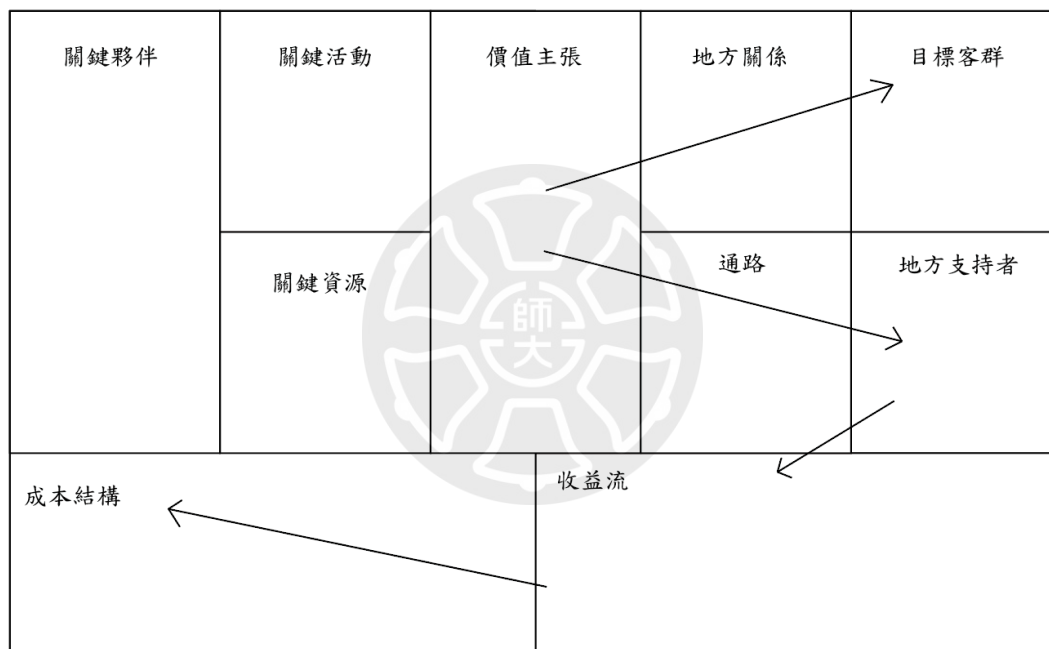 關鍵夥伴
關鍵活動
價值主張
地方關係
目標客群
關鍵資源
通路
地方支持者
師大
成本結構
收益流